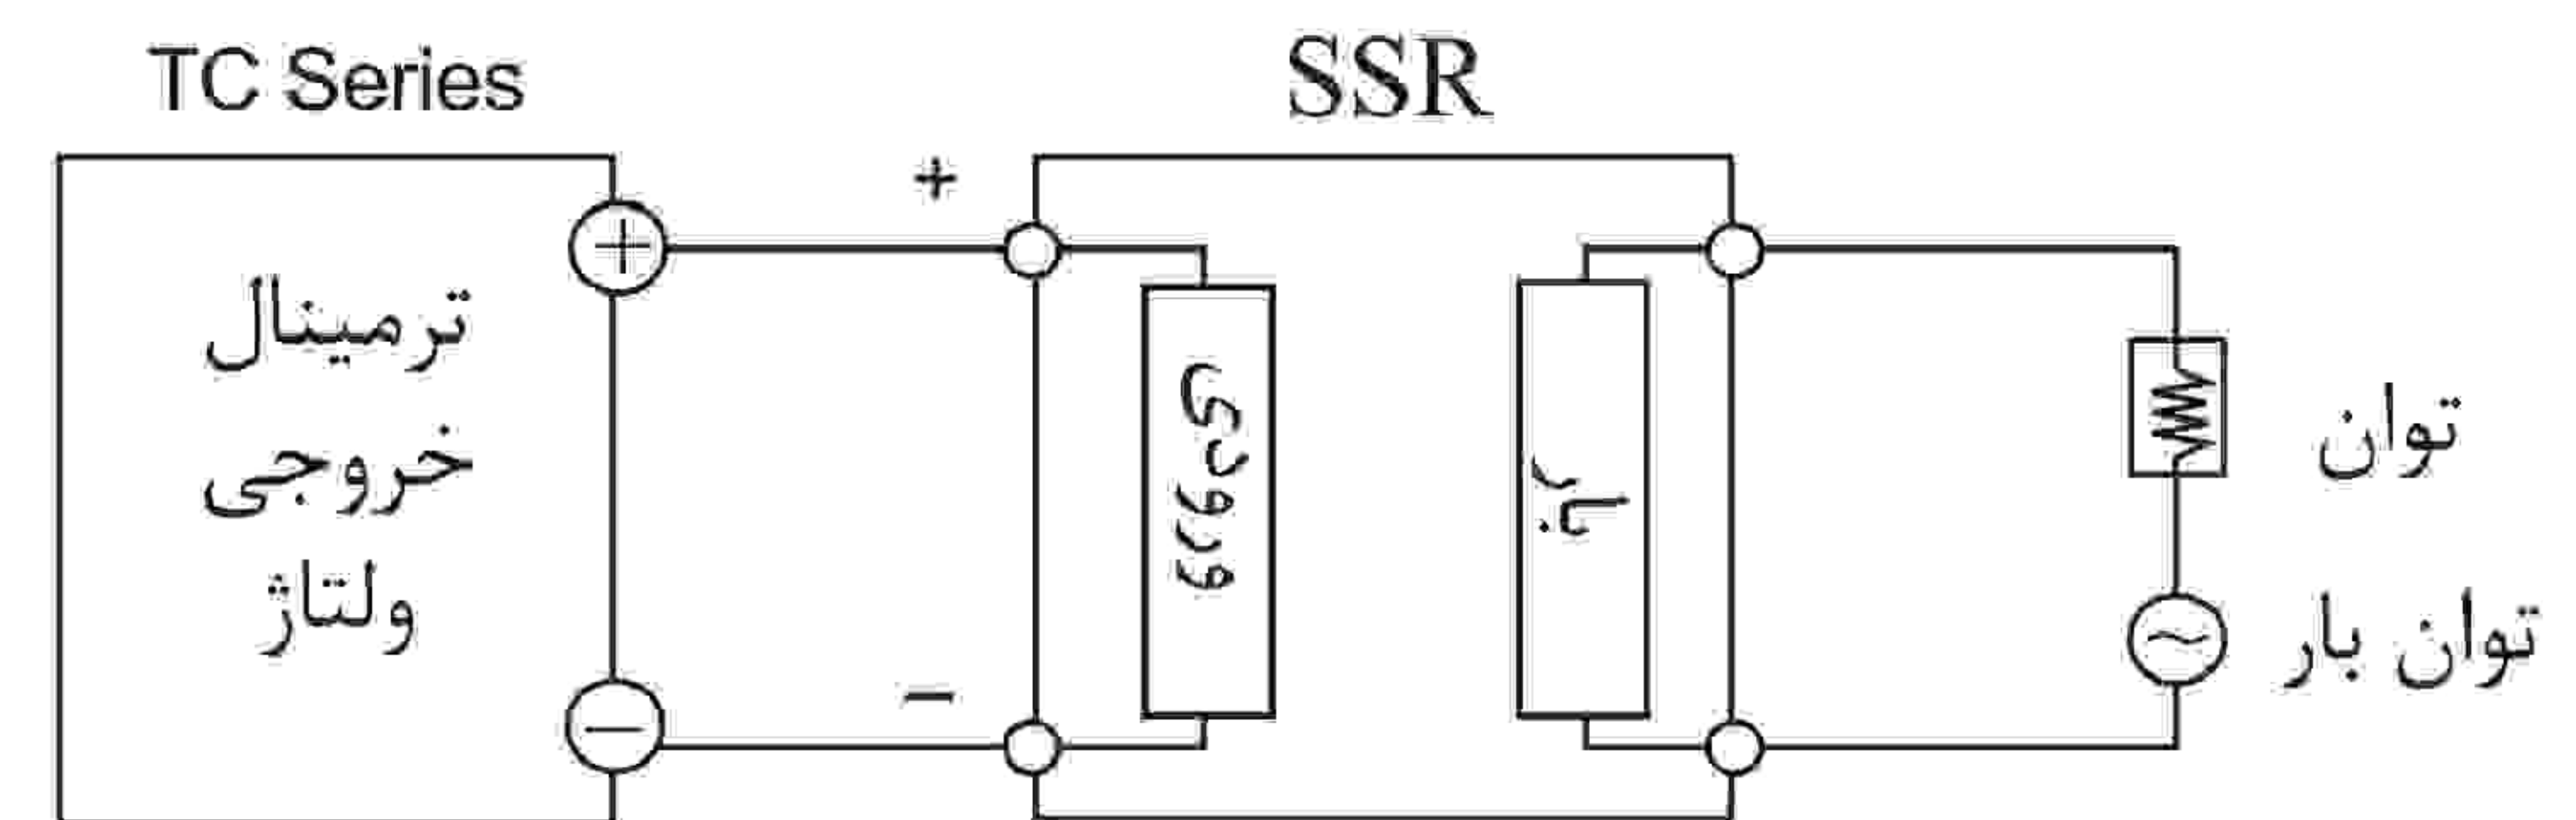 TC Series
SSR
+
ترمینال
خروجی
ولتاژ
+
−
−
ورودی
بار
توان
توان بار